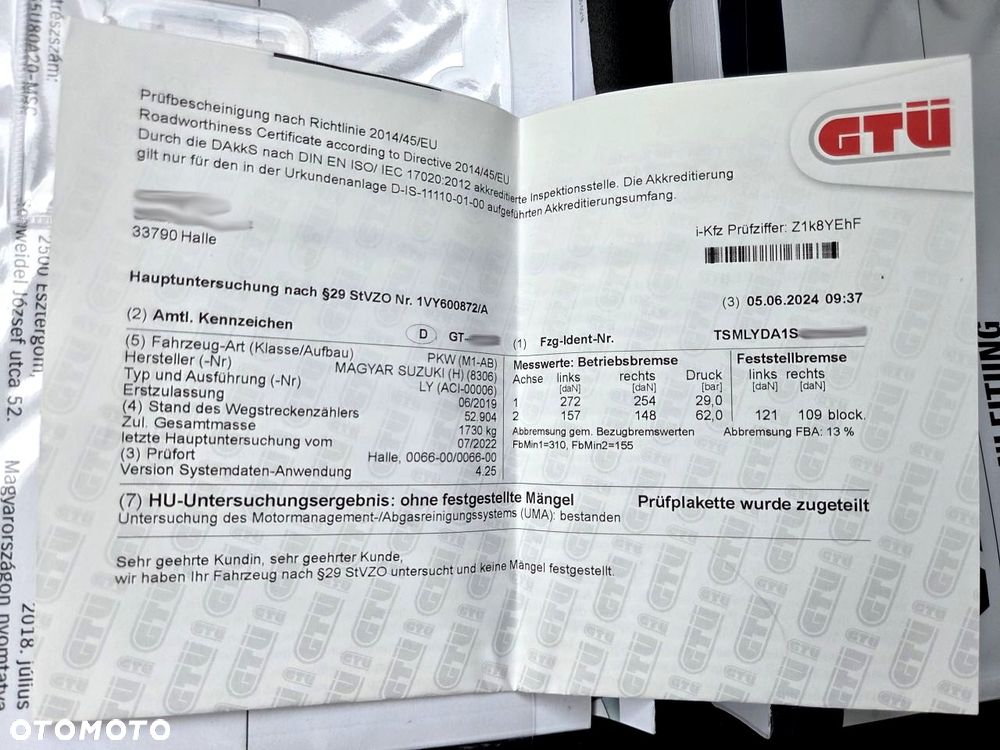 Prüfbescheinigung nach Richtlinie 2014/45/EU
Roadworthiness Certificate according to Directive 2014/45/EU
Durch die DAkkS nach DIN EN ISO/ IEC 17020:2012 akkreditierte Inspektionsstelle. Die Akkreditierung
gilt nur für den in der Urkundenanlage D-IS-11110-01-00 aufgeführten Akkreditierungsumfang.
GTÜ
33790 Halle
i-Kfz Prüfziffer: Z1k8YEhF
Hauptuntersuchung nach §29 StVZO Nr. 1VY600872/A
(3) 05.06.2024 09:37
(2) Amtl. Kennzeichen D GT-
(1) Fzg-Ident-Nr. TSMLYDA1S
(5) Fahrzeug-Art (Klasse/Aufbau) PKW (M1-AB)
Hersteller (-Nr) MAGYAR SUZUKI (H) (8306)
Typ und Ausführung (-Nr) LY (ACI-00006)
Erstzulassung 06/2019
(4) Stand des Wegstreckenzählers 52.904
Zul. Gesamtmasse 1730 kg
letzte Hauptuntersuchung vom 07/2022
(3) Prüfort Halle, 0066-00/0066-00
Version Systemdaten-Anwendung 4.25
Messwerte: Betriebsbremse Feststellbremse
Achse links rechts Druck links rechts
[daN] [daN] [bar] [daN] [daN]
1 272 254 29,0
2 157 148 62,0 121 109 block.
Abbremsung gem. Bezugbremswerten Abbremsung FBA: 13 %
FbMin1=310, FbMin2=155
(7) HU-Untersuchungsergebnis: ohne festgestellte Mängel Prüfplakette wurde zugeteilt
Untersuchung des Motormanagement-/Abgasreinigungssystems (UMA): bestanden
Sehr geehrte Kundin, sehr geehrter Kunde,
wir haben Ihr Fahrzeug nach §29 StVZO untersucht und keine Mängel festgestellt.
2500 Esztergom,
József utca 52.
2018. július
Magyarországon nyomtatva
OTOMOTO